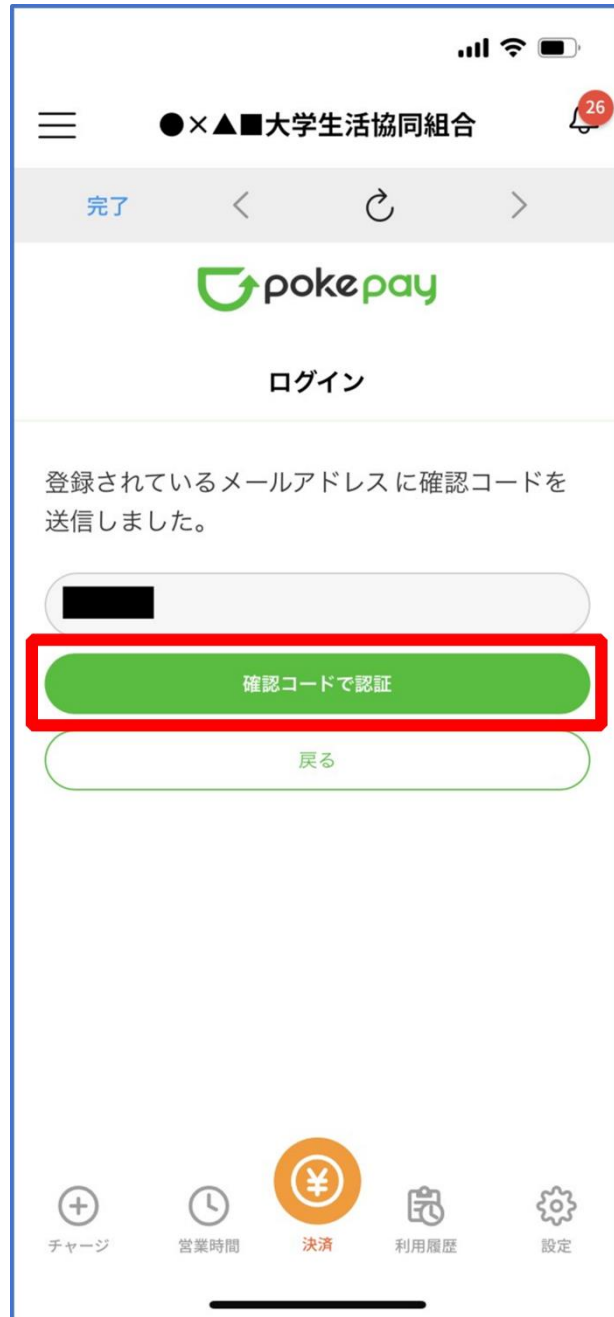 ●×▲■大学生活協同組合
26
完了
pokepay
ログイン
登録されているメールアドレスに確認コードを
送信しました。
確認コードで認証
戻る
チャージ
営業時間
決済
利用履歴
設定